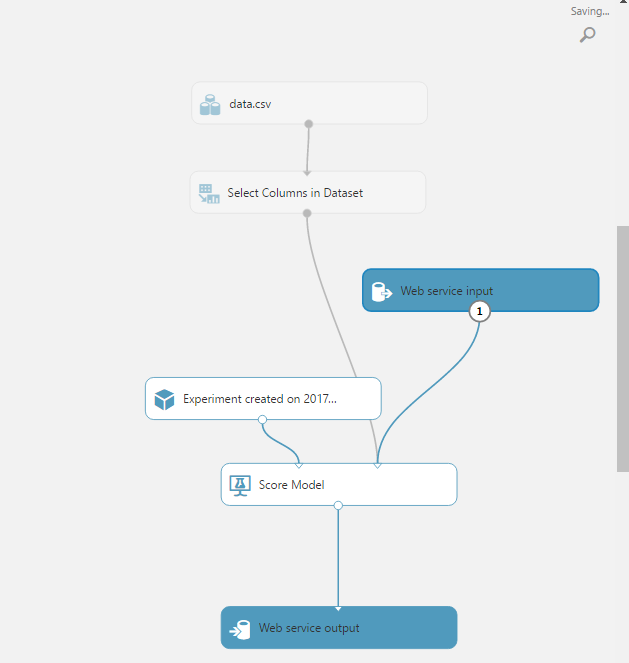 Saving...
data.csv
Select Columns in Dataset
Web service input
1
Experiment created on 2017...
Score Model
Web service output